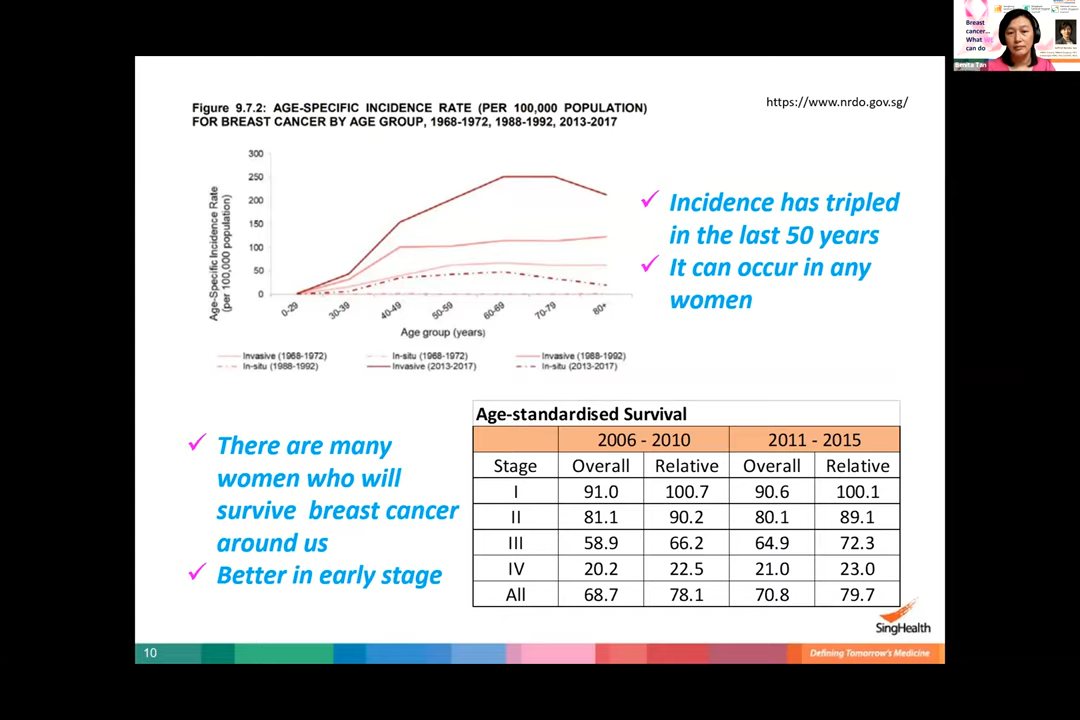 Figure 9.7.2: AGE-SPECIFIC INCIDENCE RATE (PER 100,000 POPULATION)
FOR BREAST CANCER BY AGE GROUP, 1968-1972, 1988-1992, 2013-2017
https://www.nrdo.gov.sg/
Age-Specific Incidence Rate
(per 100,000 population)
300
250
200
150
100
50
0
0-29 30-39 40-49 50-59 60-69 70-79 80+
Age group (years)
Invasive (1968-1972) In-situ (1968-1972) Invasive (1988-1992)
In-situ (1988-1992) Invasive (2013-2017) In-situ (2013-2017)
✓ Incidence has tripled
in the last 50 years
✓ It can occur in any
women
✓ There are many
women who will
survive breast cancer
around us
✓ Better in early stage
Age-standardised Survival
2006 - 2010 2011 - 2015
Stage Overall Relative Overall Relative
I 91.0 100.7 90.6 100.1
II 81.1 90.2 80.1 89.1
III 58.9 66.2 64.9 72.3
IV 20.2 22.5 21.0 23.0
All 68.7 78.1 70.8 79.7
SingHealth
10
Defining Tomorrow's Medicine
Breast
cancer...
What
can do
Tan